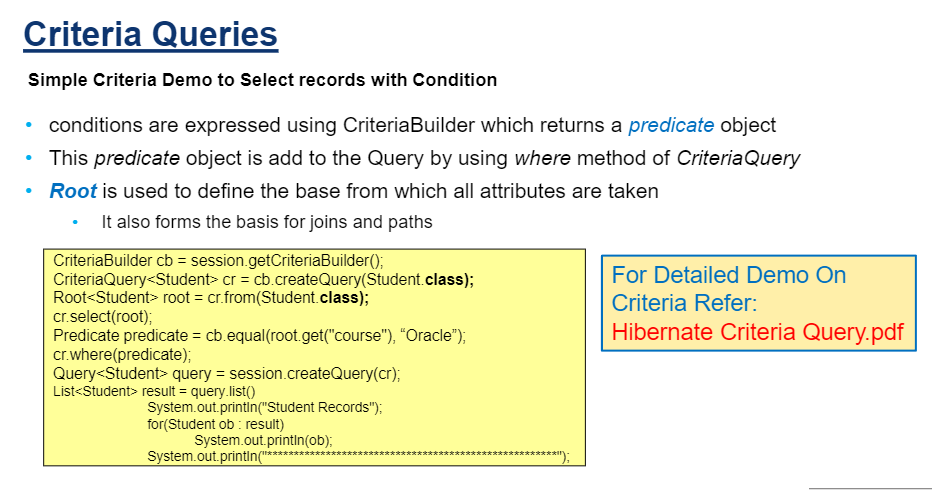 Criteria Queries
Simple Criteria Demo to Select records with Condition
• conditions are expressed using CriteriaBuilder which returns a predicate object
• This predicate object is add to the Query by using where method of CriteriaQuery
• Root is used to define the base from which all attributes are taken
• It also forms the basis for joins and paths
CriteriaBuilder cb = session.getCriteriaBuilder();
CriteriaQuery<Student> cr = cb.createQuery(Student.class);
Root<Student> root = cr.from(Student.class);
cr.select(root);
Predicate predicate = cb.equal(root.get("course"), “Oracle”);
cr.where(predicate);
Query<Student> query = session.createQuery(cr);
List<Student> result = query.list()
System.out.println("Student Records");
for(Student ob : result)
System.out.println(ob);
System.out.println("*******************************************************");
For Detailed Demo On
Criteria Refer:
Hibernate Criteria Query.pdf